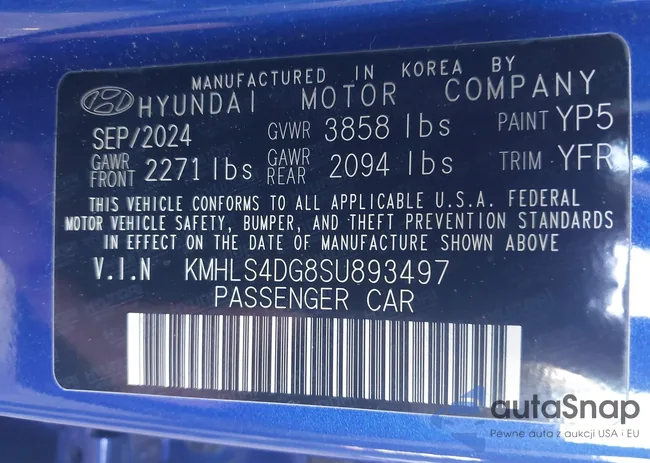 MANUFACTURED IN KOREA BY
HYUNDAI MOTOR COMPANY
SEP/2024 GVWR 3858 lbs PAINT YP5
GAWR FRONT 2271 lbs GAWR REAR 2094 lbs TRIM YFR
THIS VEHICLE CONFORMS TO ALL APPLICABLE U.S.A. FEDERAL
MOTOR VEHICLE SAFETY, BUMPER, AND THEFT PREVENTION STANDARDS
IN EFFECT ON THE DATE OF MANUFACTURE SHOWN ABOVE
V.I.N KMHLS4DG8SU893497
PASSENGER CAR
autaSnap
Pewne auta z aukcji USA i EU